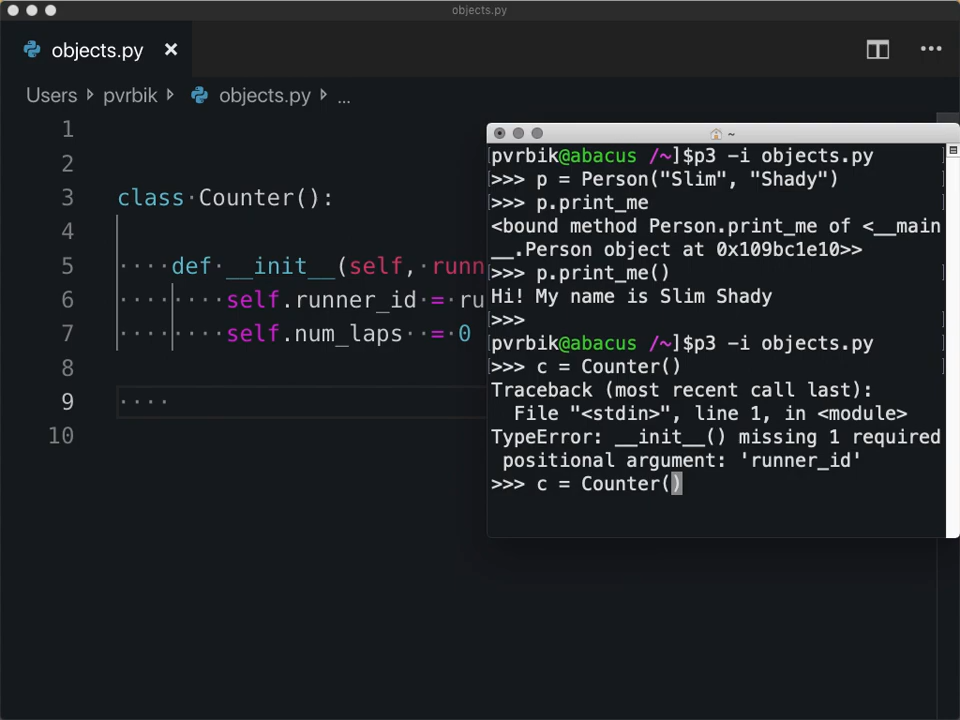 objects.py
objects.py ×
Users pvrbik objects.py ...
1
2
3 class Counter():
4
5 ····def·__init__(self,·runn
6 ········self.runner_id·=·ru
7 ········self.num_laps··=·0
8
9 ····
10
~
[pvrbik@abacus /~]$p3 -i objects.py
>>> p = Person("Slim", "Shady")
>>> p.print_me
<bound method Person.print_me of <__main
__.Person object at 0x109bc1e10>>
>>> p.print_me()
Hi! My name is Slim Shady
>>>
pvrbik@abacus /~]$p3 -i objects.py
>>> c = Counter()
Traceback (most recent call last):
  File "<stdin>", line 1, in <module>
TypeError: __init__() missing 1 required
 positional argument: 'runner_id'
>>> c = Counter()